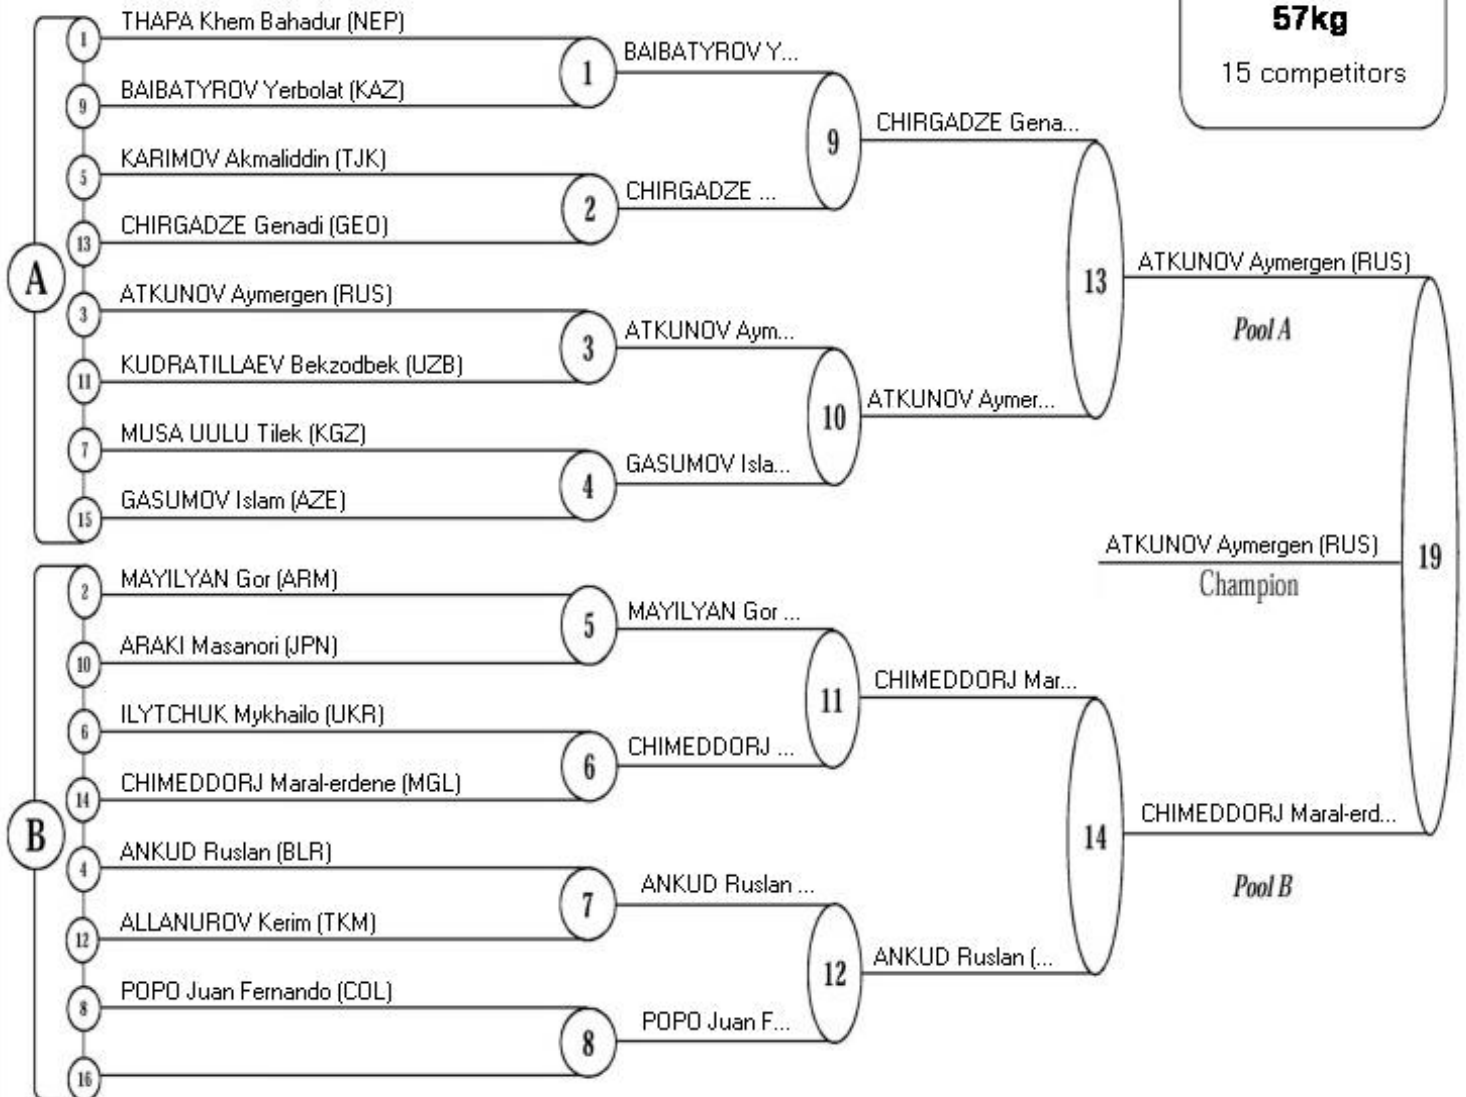 57kg
15 competitors
A
1
THAPA Khem Bahadur (NEP)
9
BAIBATYROV Yerbolat (KAZ)
5
KARIMOV Akmaliddin (TJK)
13
CHIRGADZE Genadi (GEO)
3
ATKUNOV Aymergen (RUS)
11
KUDRATILLAEV Bekzodbek (UZB)
7
MUSA UULU Tilek (KGZ)
15
GASUMOV Islam (AZE)
B
2
MAYILYAN Gor (ARM)
10
ARAKI Masanori (JPN)
6
ILYTCHUK Mykhailo (UKR)
14
CHIMEDDORJ Maral-erdene (MGL)
4
ANKUD Ruslan (BLR)
12
ALLANUROV Kerim (TKM)
8
POPO Juan Fernando (COL)
16
1
BAIBATYROV Y...
2
CHIRGADZE ...
3
ATKUNOV Aym...
4
GASUMOV Isla...
5
MAYILYAN Gor ...
6
CHIMEDDORJ ...
7
ANKUD Ruslan ...
8
POPO Juan F...
9
CHIRGADZE Gena...
10
ATKUNOV Aymer...
11
CHIMEDDORJ Mar...
12
ANKUD Ruslan (...
13
ATKUNOV Aymergen (RUS)
Pool A
14
CHIMEDDORJ Maral-erd...
Pool B
19
ATKUNOV Aymergen (RUS)
Champion